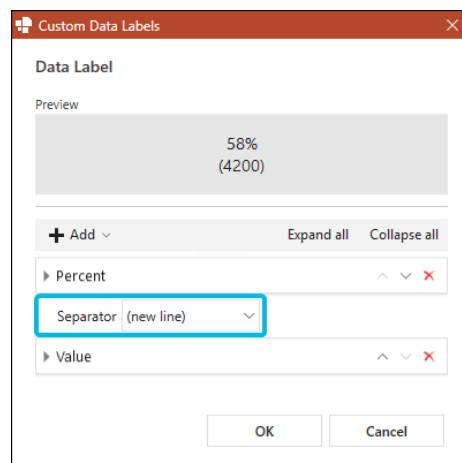 Custom Data Labels
Data Label
Preview
58%
(4200)
Add Expand all Collapse all
Percent
Separator (new line)
Value
OK Cancel